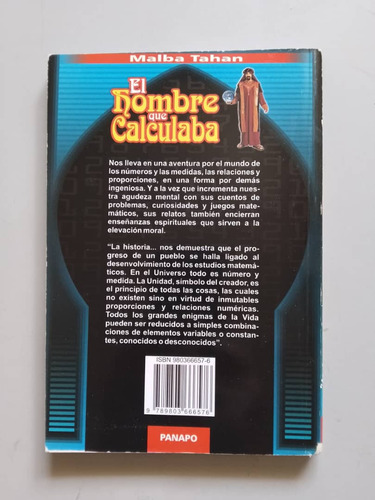 Malba Tahan
El
hombre
que
Calculaba
Nos lleva en una aventura por el mundo de
los números y las medidas, las relaciones y
proporciones, en una forma por demás
ingeniosa. Y a la vez que incrementa nues-
tra agudeza mental con sus cuentos de
problemas, curiosidades y juegos mate-
máticos, sus relatos también encierran
enseñanzas espirituales que sirven a la
elevación moral.
"La historia... nos demuestra que el pro-
greso de un pueblo se halla ligado al
desenvolvimiento de los estudios matemá-
ticos. En el Universo todo es número y
medida. La Unidad, símbolo del creador, es
el principio de todas las cosas, las cuales
no existen sino en virtud de inmutables
proporciones y relaciones numéricas.
Todos los grandes enigmas de la Vida
pueden ser reducidos a simples combina-
ciones de elementos variables o constan-
tes, conocidos o desconocidos".
ISBN 980366657-6
9 789803 666576
PANAPO